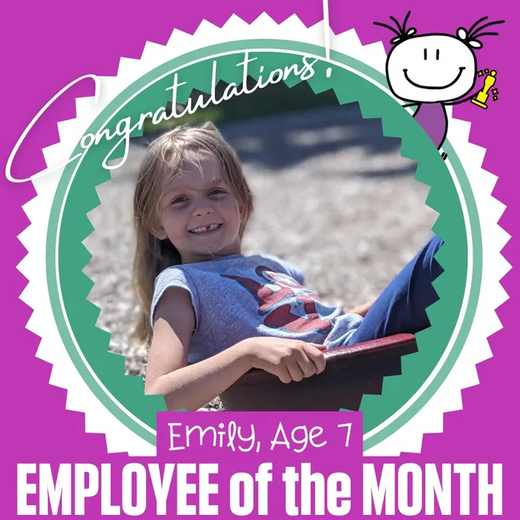 Congratulations!
Emily, Age 7
EMPLOYEE of the MONTH